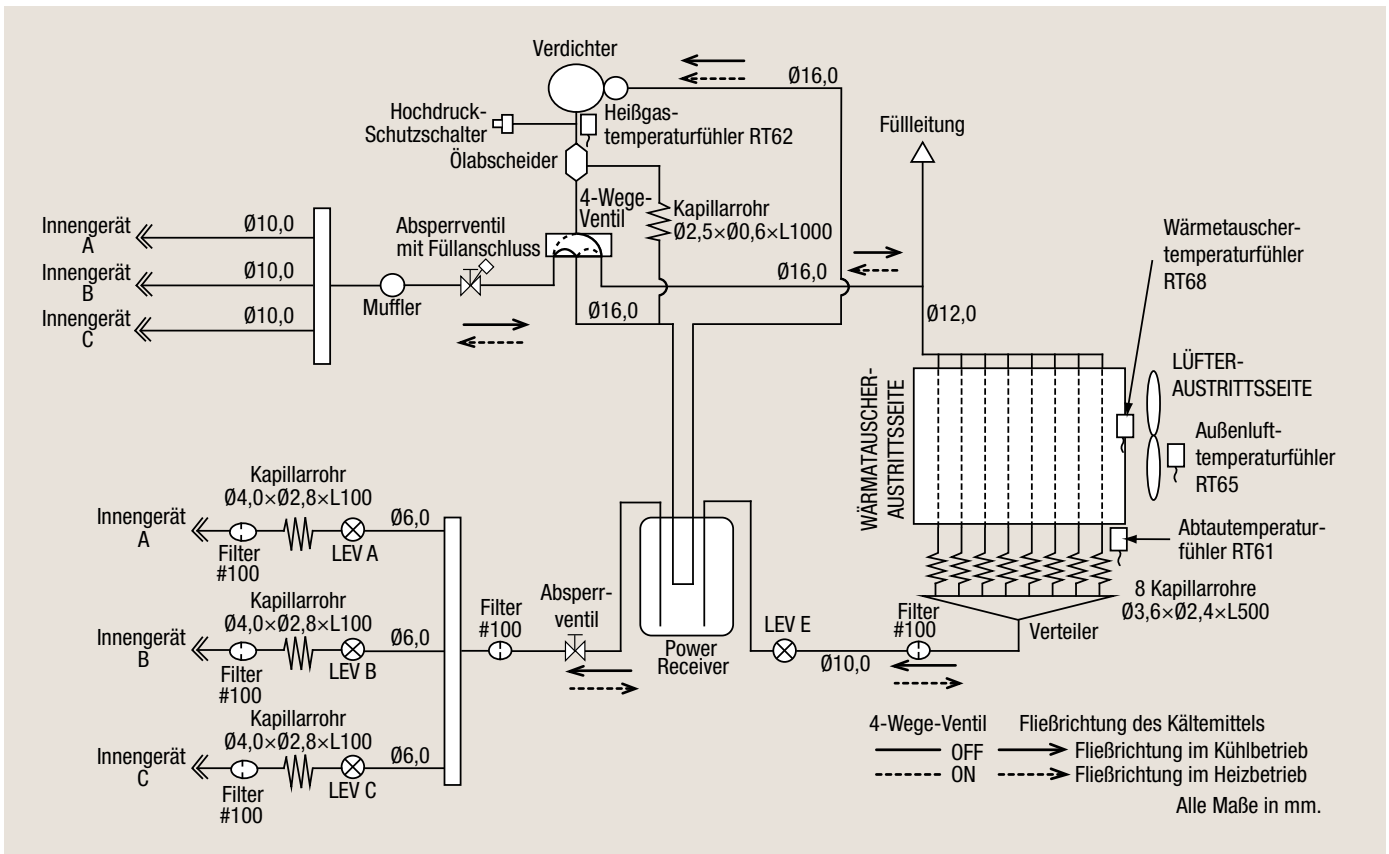 Verdichter
Ø16,0
Hochdruck-
Schutzschalter
Heißgas-
temperaturfühler RT62
Ölabscheider
Füllleitung
4-Wege-
Ventil
Kapillarrohr
Ø2,5×Ø0,6×L1000
Absperrventil
mit Füllanschluss
Innengerät
A
Ø10,0
Innengerät
B
Ø10,0
Innengerät
C
Ø10,0
Muffler
Ø16,0
Ø16,0
Ø12,0
Wärmetauscher-
temperaturfühler
RT68
WÄRMATAUSCHER-
AUSTRITTSSEITE
LÜFTER-
AUSTRITTSSEITE
Außenluft-
temperaturfühler
RT65
Abtautemperatur-
fühler RT61
8 Kapillarrohre
Ø3,6×Ø2,4×L500
Verteiler
Kapillarrohr
Ø4,0×Ø2,8×L100
Innengerät
A
Ø6,0
Filter
#100
LEV A
Kapillarrohr
Ø4,0×Ø2,8×L100
Innengerät
B
Ø6,0
Filter
#100
LEV B
Kapillarrohr
Ø4,0×Ø2,8×L100
Innengerät
C
Ø6,0
Filter
#100
LEV C
Filter
#100
Absperr-
ventil
Power
Receiver
LEV E
Ø10,0
Filter
#100
4-Wege-Ventil
Fließrichtung des Kältemittels
OFF
Fließrichtung im Kühlbetrieb
ON
Fließrichtung im Heizbetrieb
Alle Maße in mm.